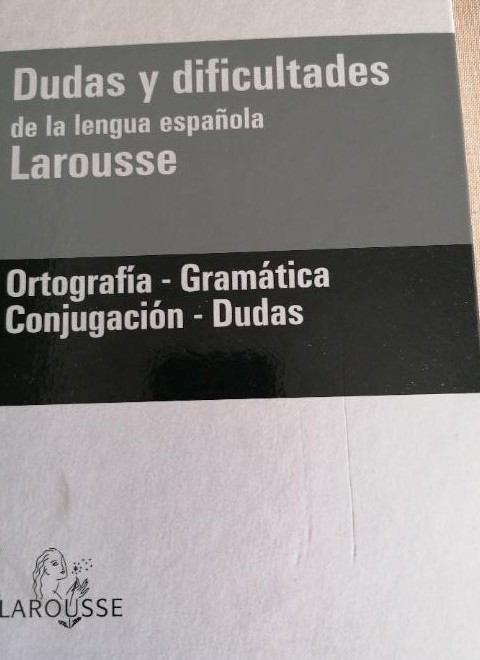 Dudas y dificultades
de la lengua española
Larousse
Ortografía - Gramática
Conjugación - Dudas
LAROUSSE